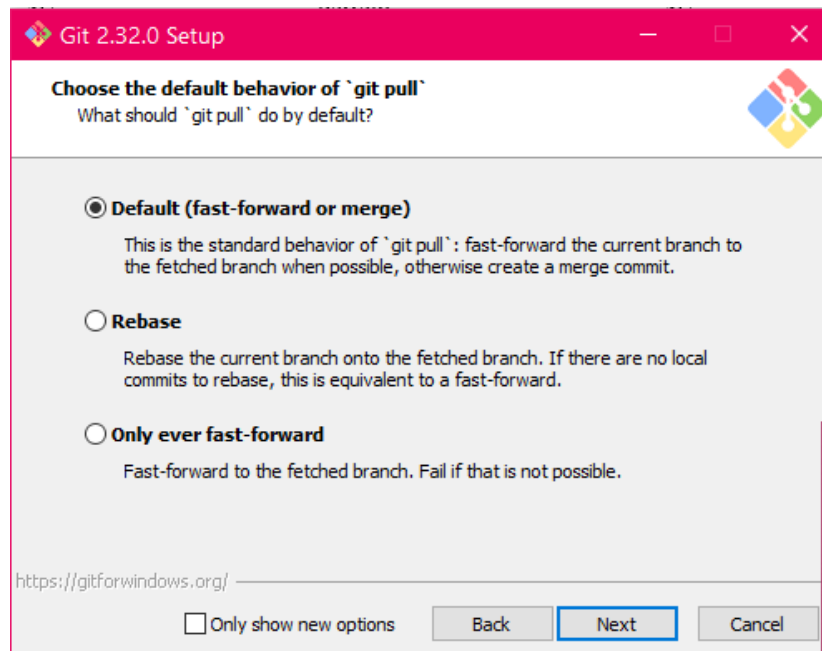 Git 2.32.0 Setup
Choose the default behavior of `git pull`
What should `git pull` do by default?
Default (fast-forward or merge)
This is the standard behavior of `git pull`: fast-forward the current branch to
the fetched branch when possible, otherwise create a merge commit.
Rebase
Rebase the current branch onto the fetched branch. If there are no local
commits to rebase, this is equivalent to a fast-forward.
Only ever fast-forward
Fast-forward to the fetched branch. Fail if that is not possible.
https://gitforwindows.org/
Only show new options
Back
Next
Cancel